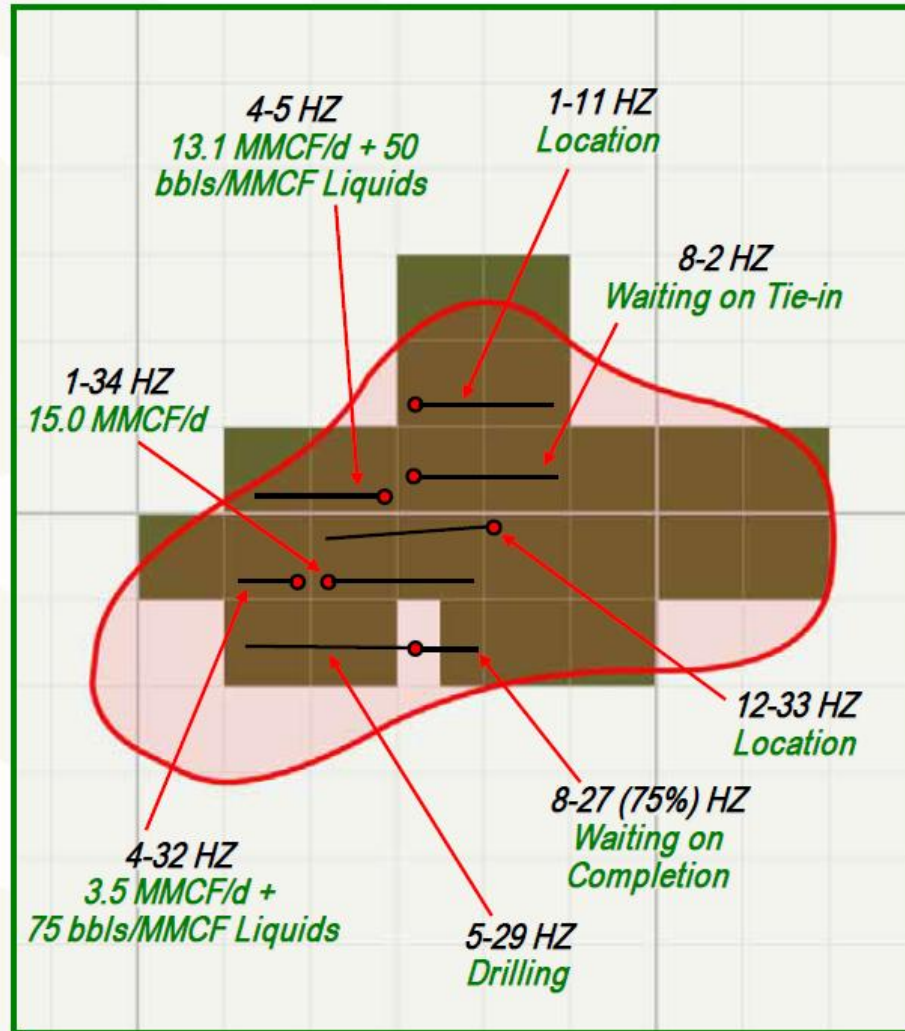 4-5 HZ
13.1 MMCF/d + 50
bbls/MMCF Liquids
1-11 HZ
Location
8-2 HZ
Waiting on Tie-in
1-34 HZ
15.0 MMCF/d
12-33 HZ
Location
8-27 (75%) HZ
Waiting on
Completion
4-32 HZ
3.5 MMCF/d +
75 bbls/MMCF Liquids
5-29 HZ
Drilling